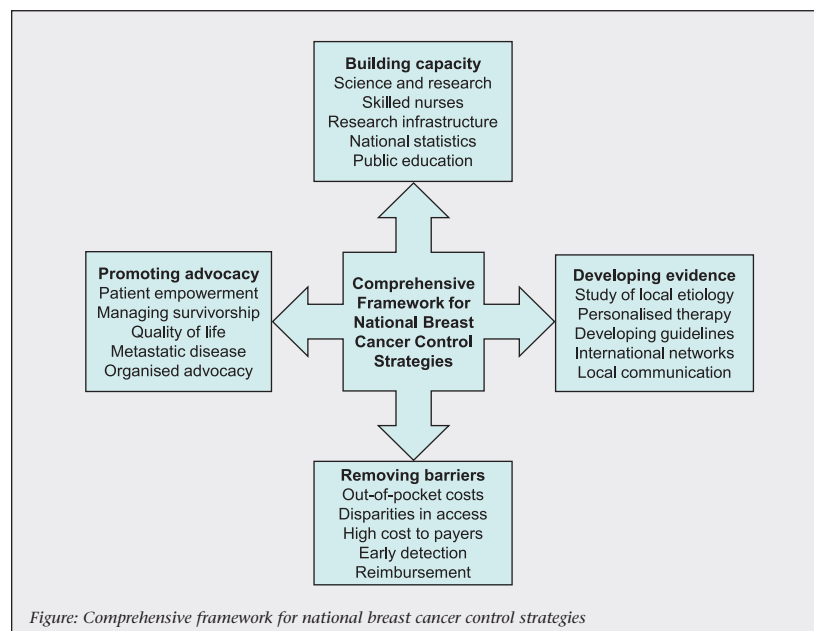 Building capacity
Science and research
Skilled nurses
Research infrastructure
National statistics
Public education
Promoting advocacy
Patient empowerment
Managing survivorship
Quality of life
Metastatic disease
Organised advocacy
Comprehensive
Framework for
National Breast
Cancer Control
Strategies
Developing evidence
Study of local etiology
Personalised therapy
Developing guidelines
International networks
Local communication
Removing barriers
Out-of-pocket costs
Disparities in access
High cost to payers
Early detection
Reimbursement
Figure: Comprehensive framework for national breast cancer control strategies